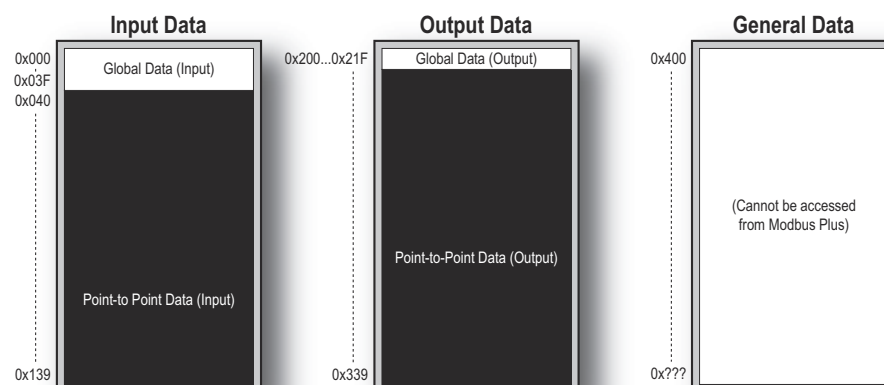 Input Data
0x000
0x03F
0x040
0x139
Global Data (Input)
Point-to Point Data (Input)
Output Data
0x200...0x21F
0x339
Global Data (Output)
Point-to-Point Data (Output)
General Data
0x400
0x???
(Cannot be accessed
from Modbus Plus)